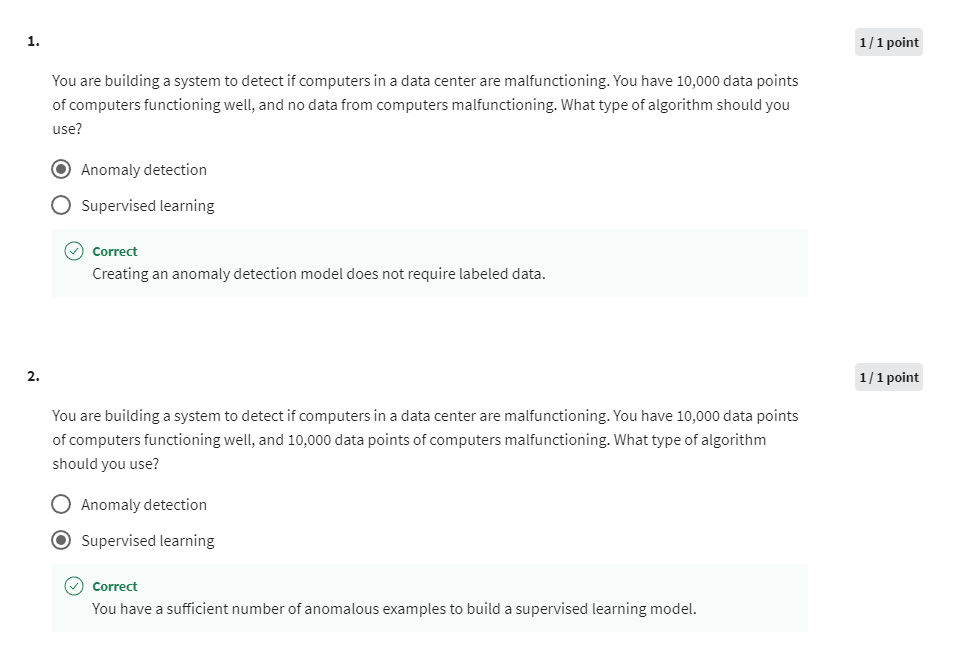 1.
1 / 1 point
You are building a system to detect if computers in a data center are malfunctioning. You have 10,000 data points
of computers functioning well, and no data from computers malfunctioning. What type of algorithm should you
use?
Anomaly detection
Supervised learning
Correct
Creating an anomaly detection model does not require labeled data.
2.
1 / 1 point
You are building a system to detect if computers in a data center are malfunctioning. You have 10,000 data points
of computers functioning well, and 10,000 data points of computers malfunctioning. What type of algorithm
should you use?
Anomaly detection
Supervised learning
Correct
You have a sufficient number of anomalous examples to build a supervised learning model.